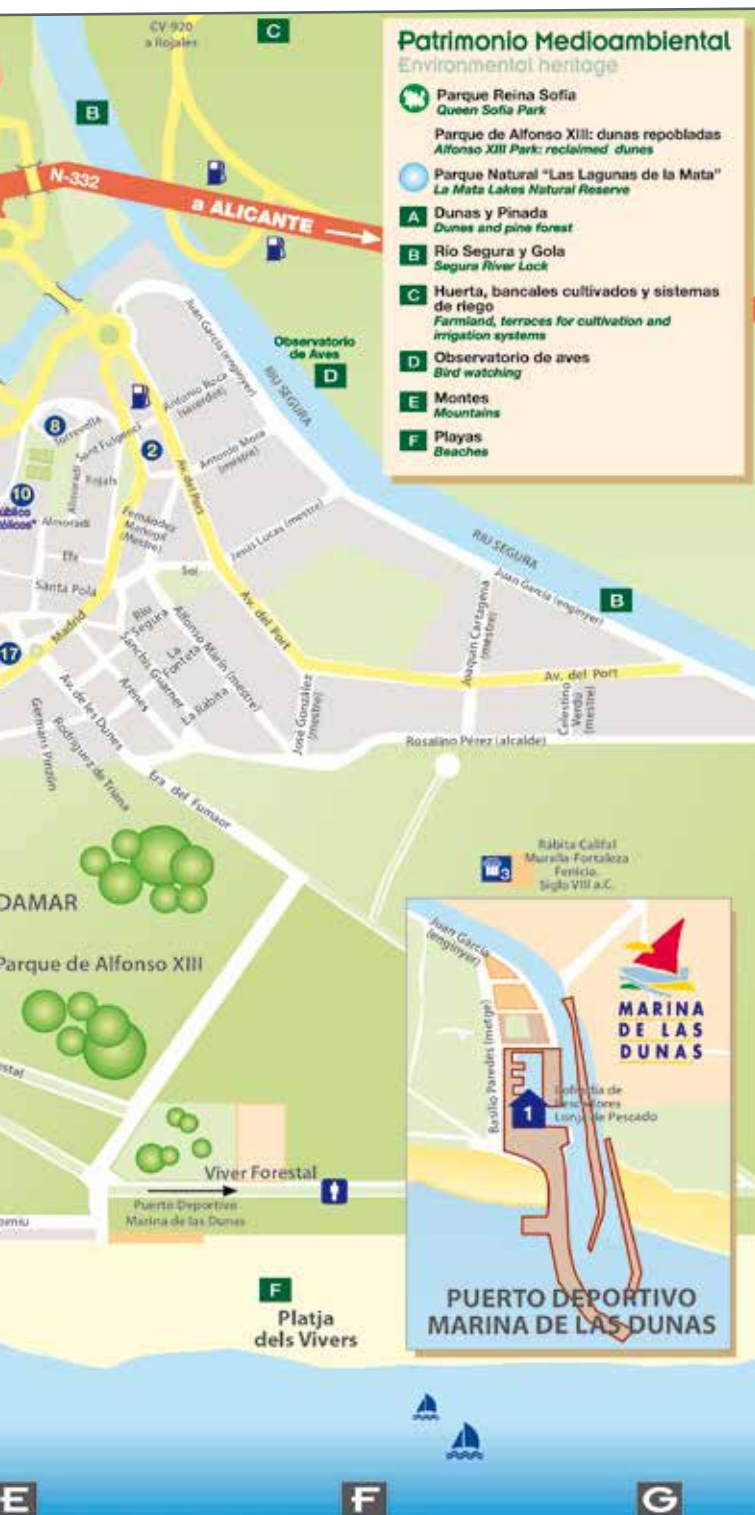 CV-920
a Rojales
C
B
N-332
a ALICANTE
Patrimonio Medioambiental
Environmental heritage
Parque Reina Sofía
Queen Sofia Park
Parque de Alfonso XIII: dunas repobladas
Alfonso XIII Park: reclaimed dunes
Parque Natural “Las Lagunas de la Mata”
La Mata Lakes Natural Reserve
A Dunas y Pinada
Dunes and pine forest
B Río Segura y Gola
Segura River Lock
C Huerta, bancales cultivados y sistemas
de riego
Farmland, terraces for cultivation and
irrigation systems
D Observatorio de aves
Bird watching
E Montes
Mountains
F Playas
Beaches
Juan García (enginyer)
Observatorio
de Aves
D
RIU SEGURA
Antonio Roca
(sacerdot)
8
Torrevella
Sant Fulgenci
2
Antonio Mora
(mestre)
Av. del Port
Rojals
Almoradí
10
Almoradí
Fernández
(Mestre)
Jesús Lucas (mestre)
Elx
Sol
Santa Pola
RIU SEGURA
Juan García (enginyer)
B
Madrid
17
Riu
Segura
Alfonso Marín (mestre)
Av. del Port
Joaquín Cartagena
(mestre)
Sanchis Guarner
La
Fonteta
La Ràbita
Arenes
Av. de les Dunes
Germans Pinzón
Rodríguez de Triana
José González
(mestre)
Av. del Port
Celestino
Verdú
(mestre)
Rosalino Pérez (alcalde)
Era del Fumaor
Rábita Califal
Muralla-Fortaleza
Fenicia.
Siglo VIII a.C.
3
DAMAR
Parque de Alfonso XIII
Juan García
(enginyer)
MARINA
DE LAS
DUNAS
Basilio Paredes (metge)
Cofradía de
Pescadores
Lonja de Pescado
1
Viver Forestal
Puerto Deportivo
Marina de las Dunas
PUERTO DEPORTIVO
MARINA DE LAS DUNAS
F
Platja
dels Vivers
E
F
G